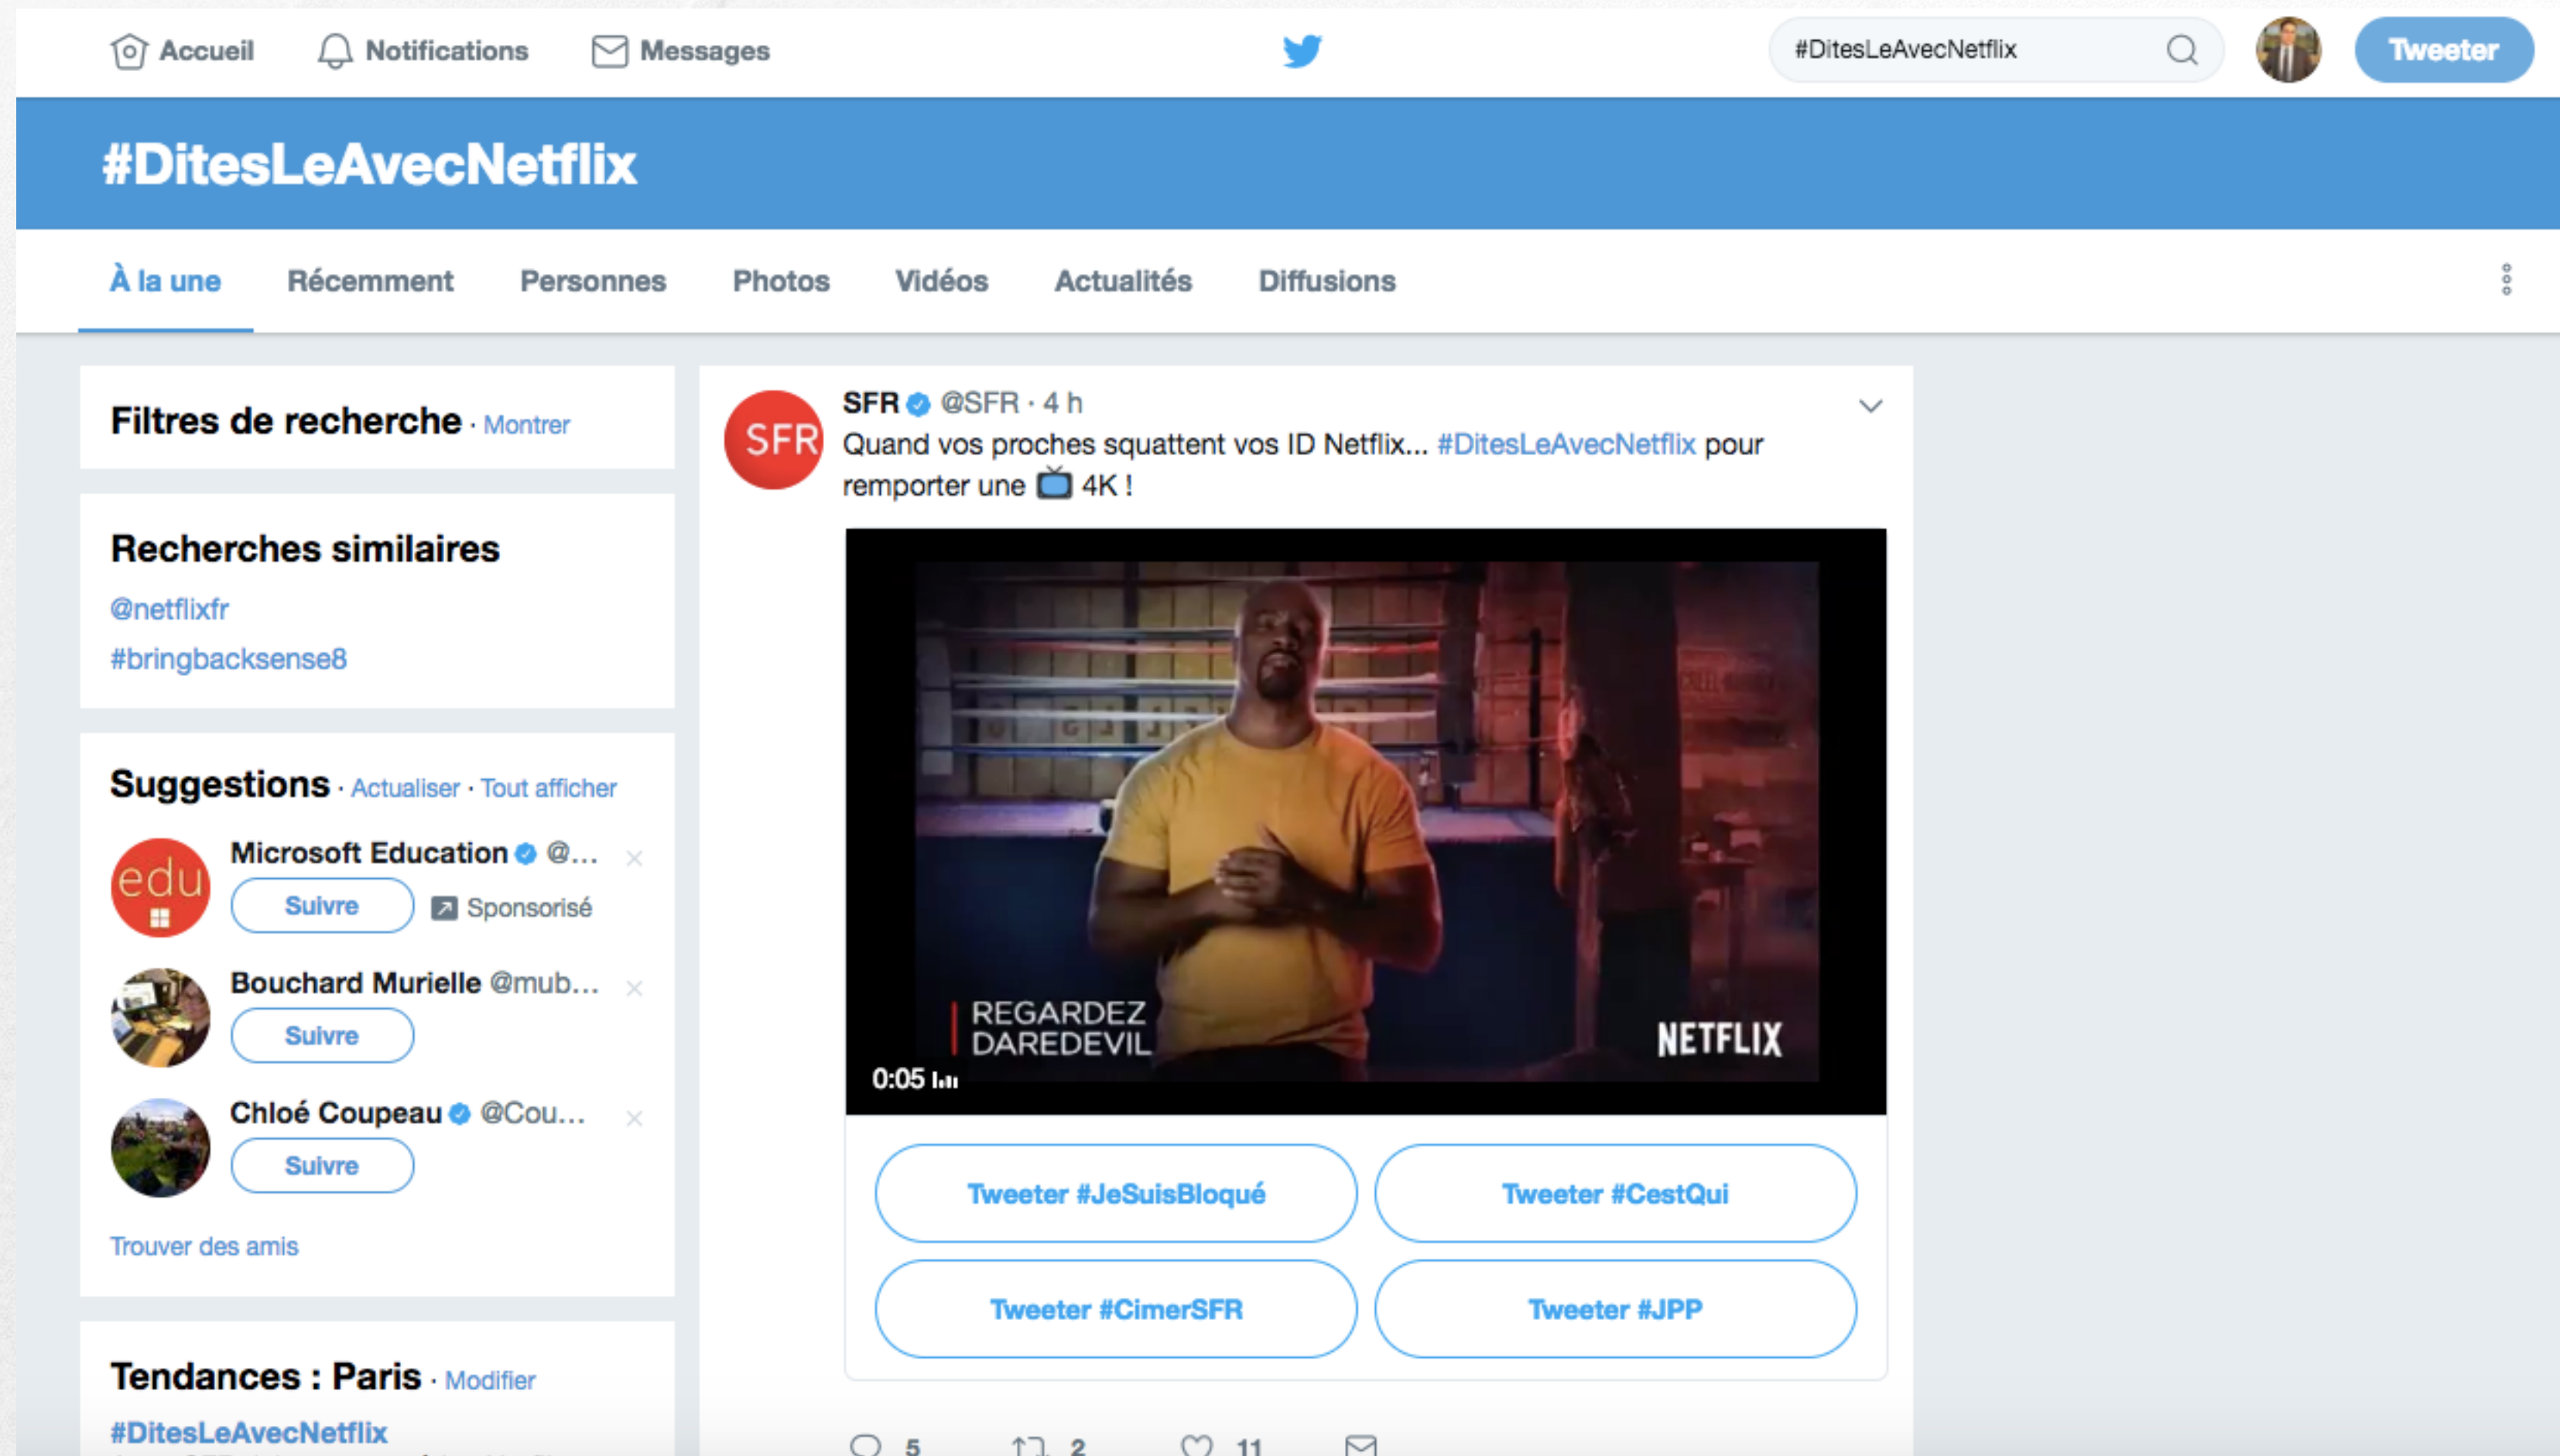 Accueil
Notifications
Messages
#DitesLeAvecNetflix
Tweeter
#DitesLeAvecNetflix
À la une
Récemment
Personnes
Photos
Vidéos
Actualités
Diffusions
Filtres de recherche · Montrer
Recherches similaires
@netflixfr
#bringbacksense8
Suggestions · Actualiser · Tout afficher
edu
Microsoft Education @...
Suivre
Sponsorisé
Bouchard Murielle @mub...
Suivre
Chloé Coupeau @Cou...
Suivre
Trouver des amis
Tendances : Paris · Modifier
#DitesLeAvecNetflix
SFR
SFR @SFR · 4 h
Quand vos proches squattent vos ID Netflix... #DitesLeAvecNetflix pour
remporter une 4K !
REGARDEZ
DAREDEVIL
NETFLIX
0:05
Tweeter #JeSuisBloqué
Tweeter #CestQui
Tweeter #CimerSFR
Tweeter #JPP
5
2
11